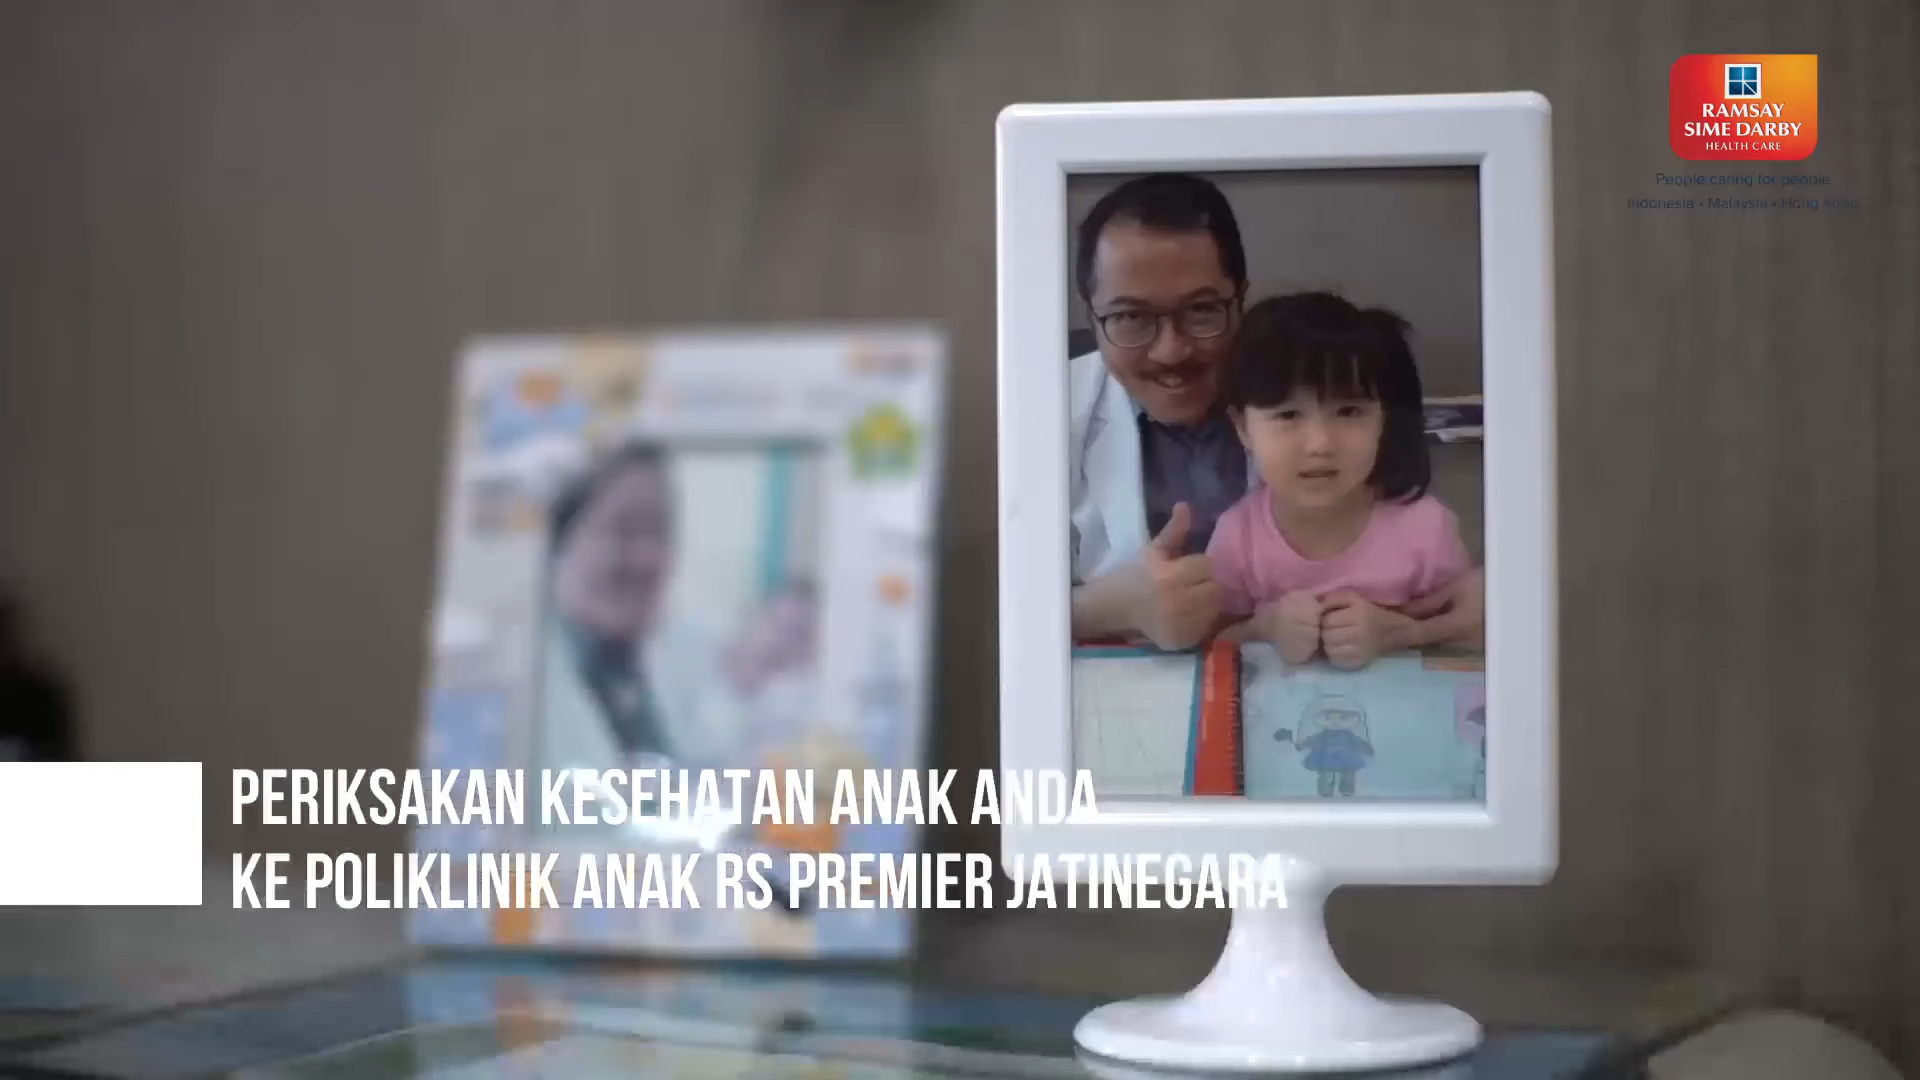 RAMSAY
SIME DARBY
HEALTH CARE
People caring for people
Indonesia • Malaysia • Hong Kong
PERIKSAKAN KESEHATAN ANAK ANDA
KE POLIKLINIK ANAK RS PREMIER JATINEGARA